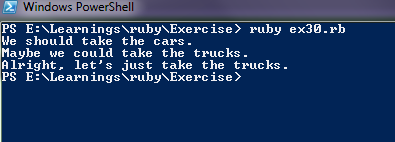 Windows PowerShell
PS E:\Learnings\ruby\Exercise> ruby ex30.rb
We should take the cars.
Maybe we could take the trucks.
Alright, let's just take the trucks.
PS E:\Learnings\ruby\Exercise>